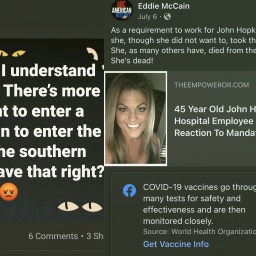 I understand
There's more
t to enter a
n to enter the
he southern
ave that right?
6 Comments • 3 Sh
AMERICAN
Eddie McCain
July 6 •
As a requirement to work for John Hopk
she, though she did not want to, took th
She, as many others have, died from the
She's dead!
THEEMPOWEROR.COM
45 Year Old John H
Hospital Employee
Reaction To Manda
COVID-19 vaccines go throug
many tests for safety and
effectiveness and are then
monitored closely.
Source: World Health Organizatio
Get Vaccine Info